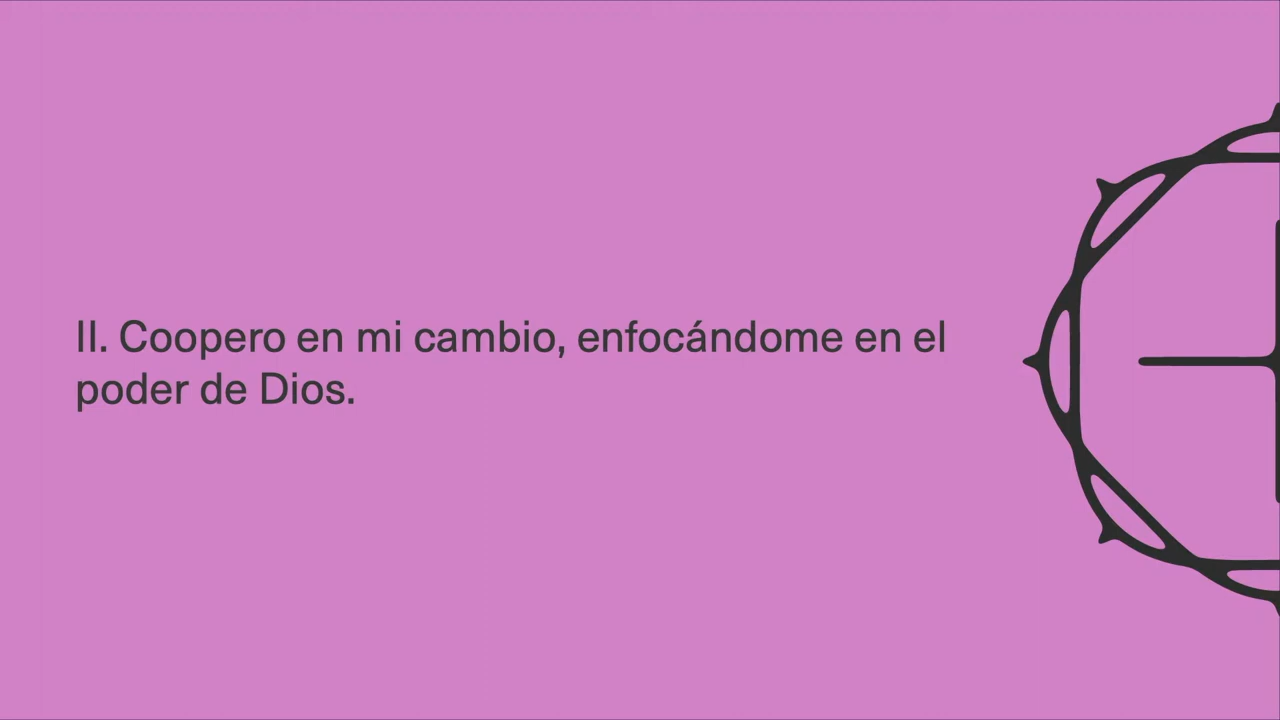 II. Coopero en mi cambio, enfocándome en el
poder de Dios.